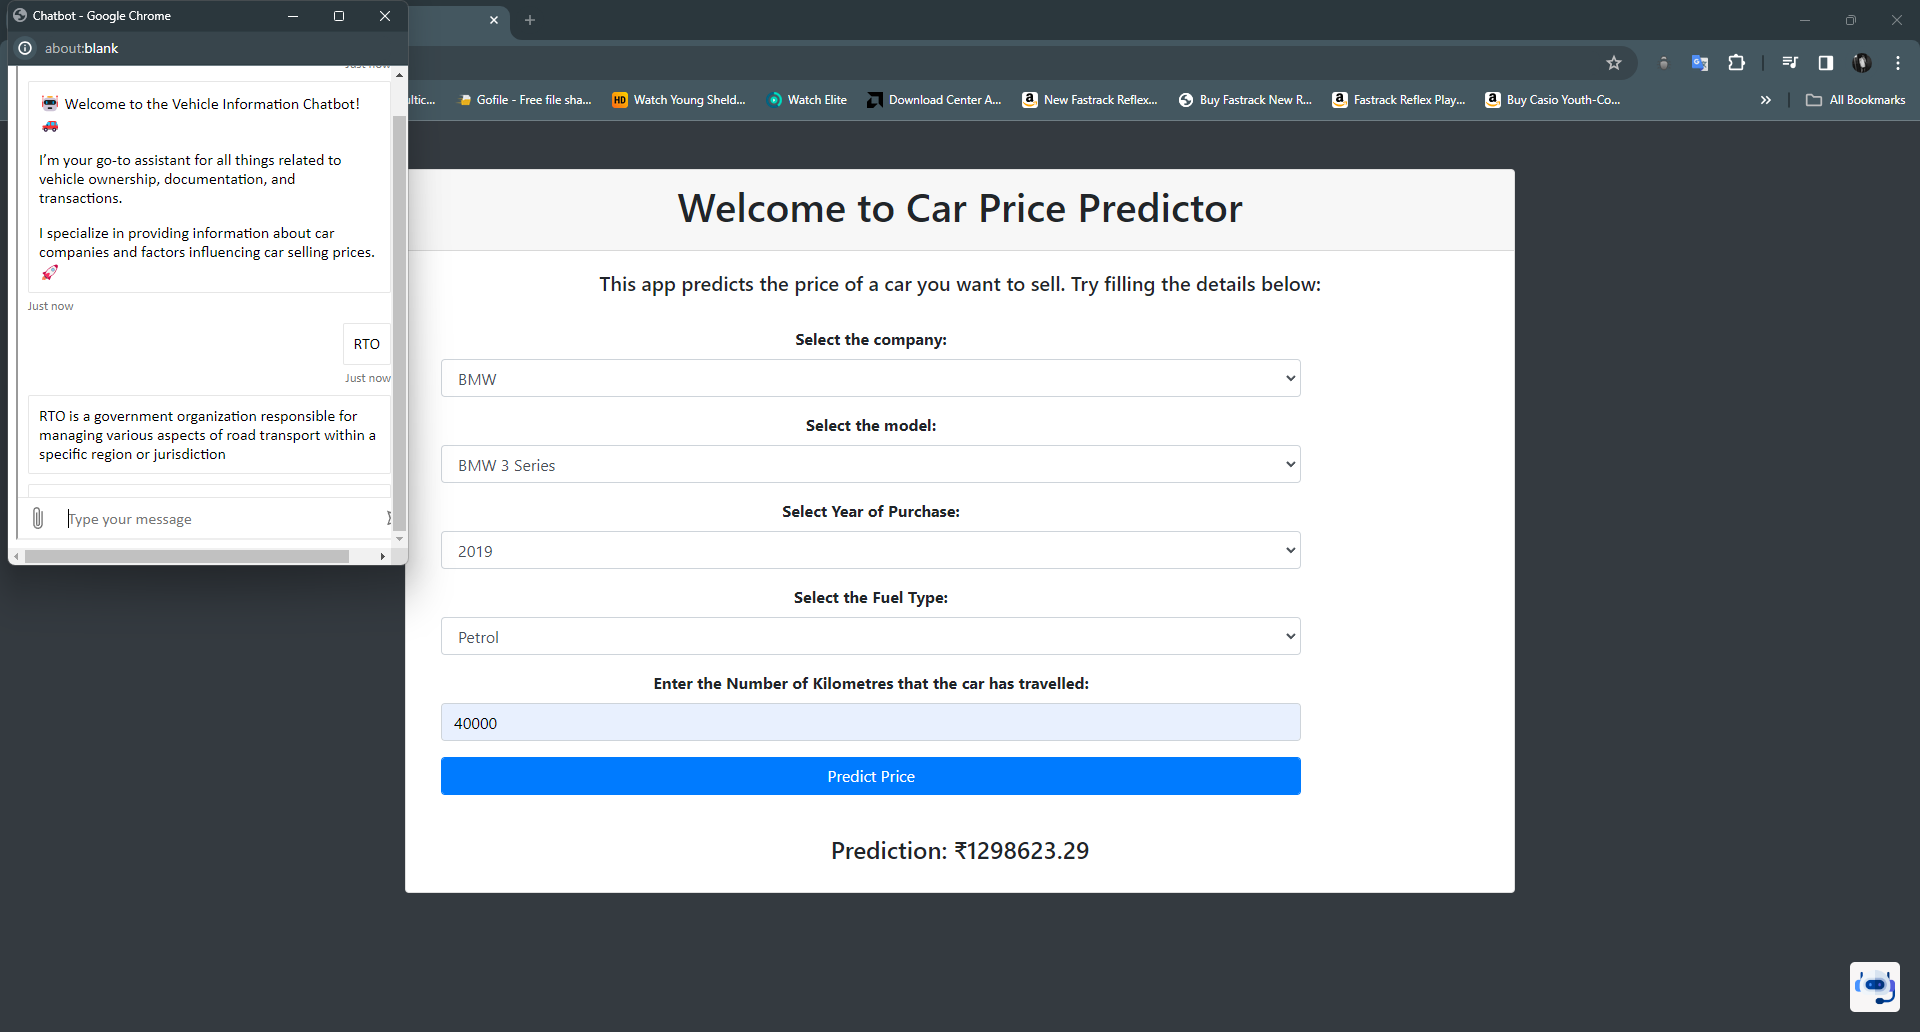 Chatbot - Google Chrome
about:blank
🤖 Welcome to the Vehicle Information Chatbot!
🚗
I’m your go-to assistant for all things related to
vehicle ownership, documentation, and
transactions.
I specialize in providing information about car
companies and factors influencing car selling prices.
🚀
Just now
RTO
Just now
RTO is a government organization responsible for
managing various aspects of road transport within a
specific region or jurisdiction
Type your message
Gofile - Free file sha...
HD Watch Young Sheld...
Watch Elite
Download Center A...
a New Fastrack Reflex...
Buy Fastrack New R...
a Fastrack Reflex Play...
a Buy Casio Youth-Co...
»
All Bookmarks
Welcome to Car Price Predictor
This app predicts the price of a car you want to sell. Try filling the details below:
Select the company:
BMW
Select the model:
BMW 3 Series
Select Year of Purchase:
2019
Select the Fuel Type:
Petrol
Enter the Number of Kilometres that the car has travelled:
40000
Predict Price
Prediction: ₹1298623.29